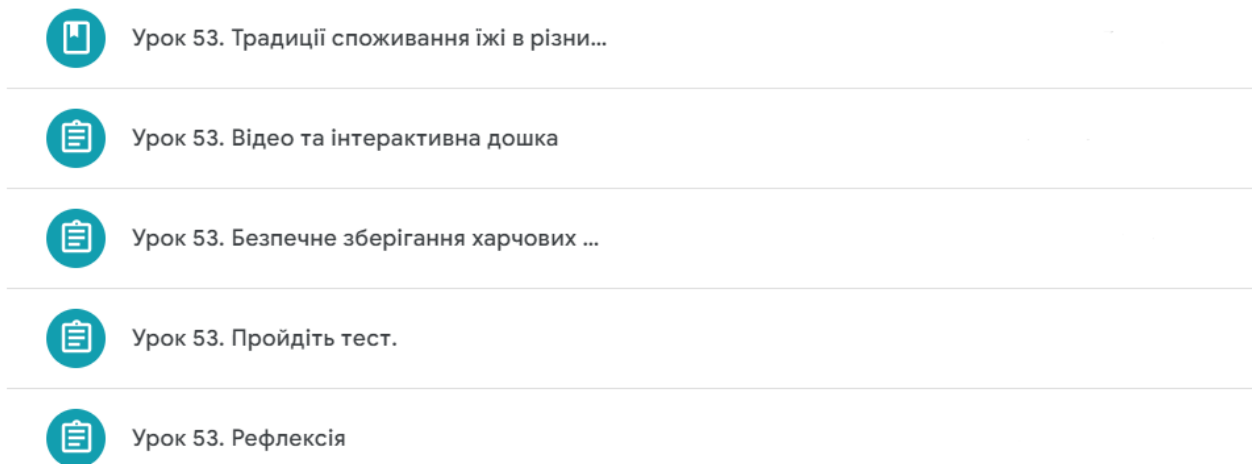 Урок 53. Традиції споживання їжі в різни...
Урок 53. Відео та інтерактивна дошка
Урок 53. Безпечне зберігання харчових ...
Урок 53. Пройдіть тест.
Урок 53. Рефлексія